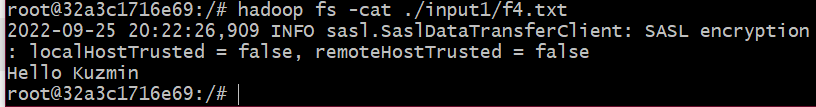 root@32a3c1716e69:/# hadoop fs -cat ./input1/f4.txt
2022-09-25 20:22:26,909 INFO sasl.SaslDataTransferClient: SASL encryption
: localHostTrusted = false, remoteHostTrusted = false
Hello Kuzmin
root@32a3c1716e69:/#